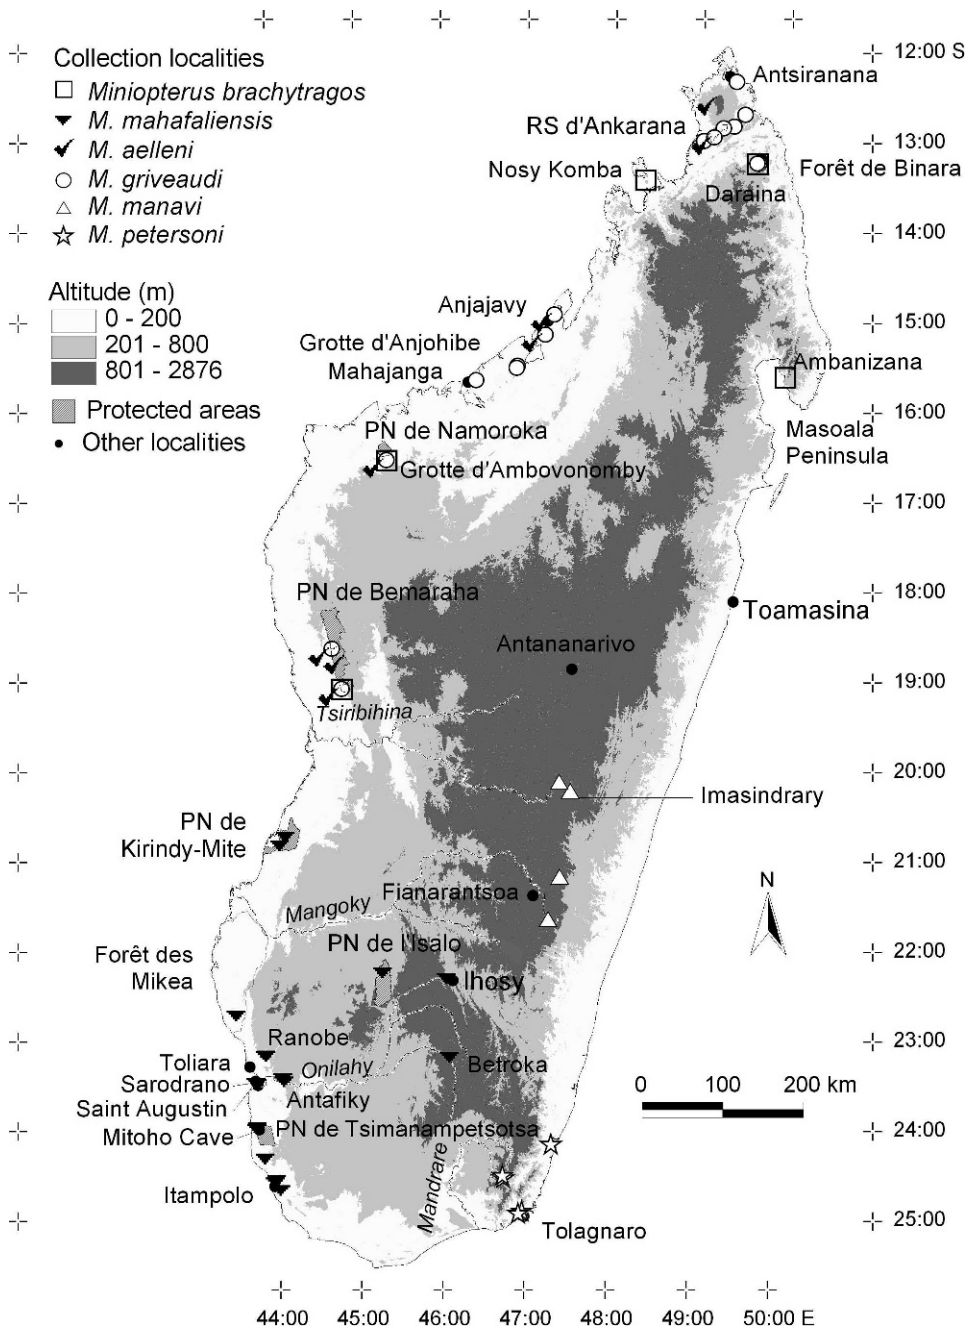 Collection localities
Miniopterus brachytragos
M. mahafaliensis
M. aelleni
M. griveaudi
M. manavi
M. petersoni
Altitude (m)
0 - 200
201 - 800
801 - 2876
Protected areas
Other localities
12:00 S
Antsiranana
RS d'Ankarana
13:00
Nosy Komba
Forêt de Binara
Daraina
14:00
Anjajavy
15:00
Grotte d'Anjohibe
Mahajanga
Ambanizana
16:00
PN de Namoroka
Masoala
Peninsula
Grotte d'Ambovonomby
17:00
PN de Bemaraha
18:00
Toamasina
Antananarivo
19:00
Tsiribihina
20:00
Imasindrary
PN de
Kirindy-Mite
21:00
Fianarantsoa
N
Mangoky
PN de l'Isalo
22:00
Forêt des
Mikea
Ihosy
Ranobe
23:00
Toliara
Onilahy
Betroka
Sarodrano
0 100 200 km
Saint Augustin
Antafiky
Mitoho Cave
PN de Tsimanampetsotsa
24:00
Mandrare
Itampolo
25:00
Tolagnaro
44:00 45:00 46:00 47:00 48:00 49:00 50:00 E